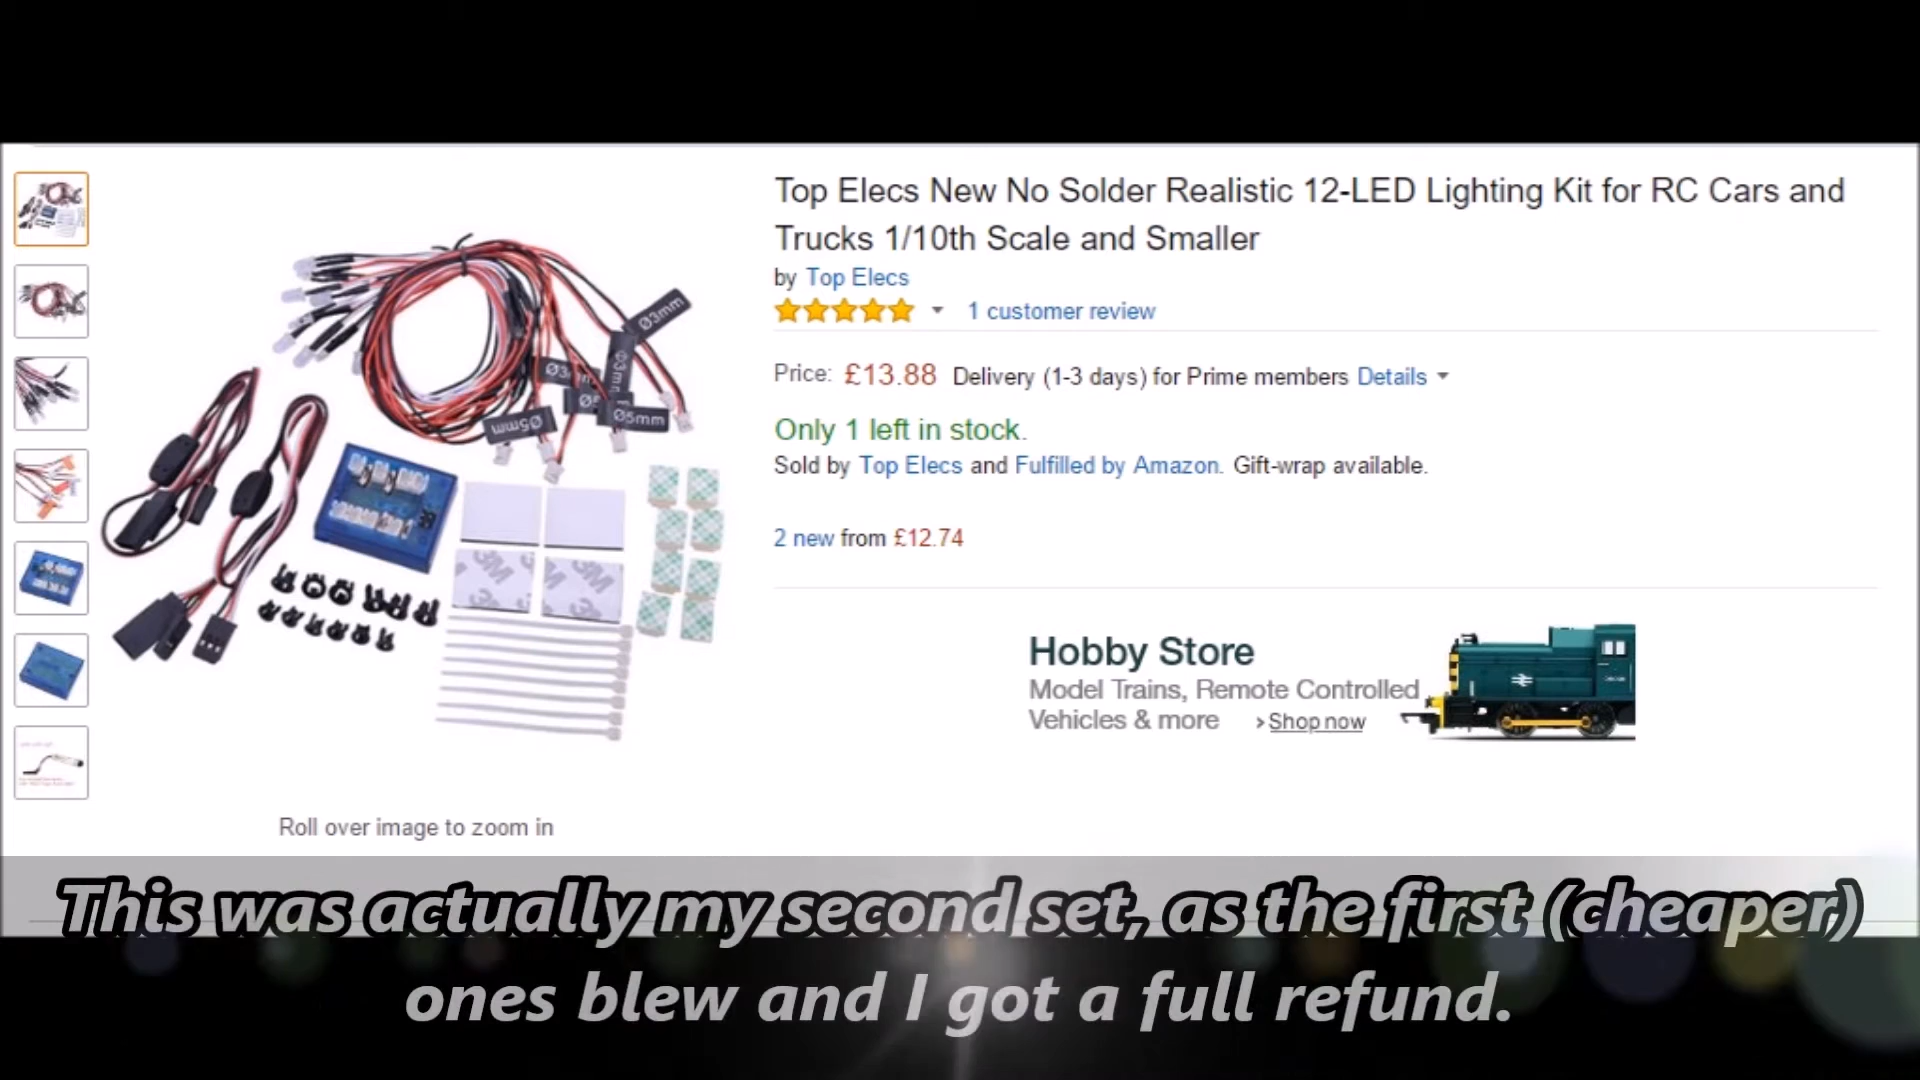 Top Elecs New No Solder Realistic 12-LED Lighting Kit for RC Cars and
Trucks 1/10th Scale and Smaller
by Top Elecs
1 customer review
Price: £13.88 Delivery (1-3 days) for Prime members Details
Only 1 left in stock.
Sold by Top Elecs and Fulfilled by Amazon. Gift-wrap available.
2 new from £12.74
Ø3mm
Ø3mm
Ø5mm
Ø5mm
3M
3M
Hobby Store
Model Trains, Remote Controlled
Vehicles & more › Shop now
Roll over image to zoom in
This was actually my second set, as the first (cheaper)
ones blew and I got a full refund.